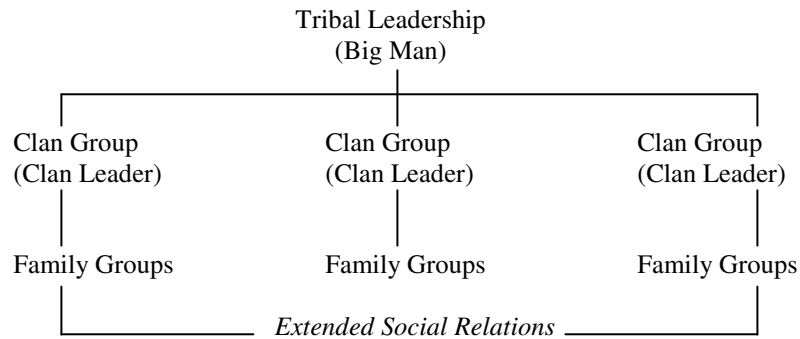 Tribal Leadership
(Big Man)
Clan Group Clan Group Clan Group
(Clan Leader) (Clan Leader) (Clan Leader)
Family Groups Family Groups Family Groups
Extended Social Relations